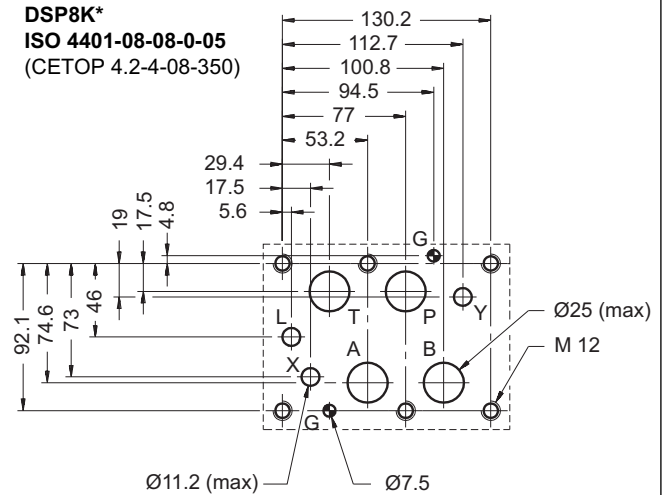 DSP8K*
ISO 4401-08-08-0-05
(CETOP 4.2-4-08-350)
130.2
112.7
100.8
94.5
77
53.2
29.4
17.5
5.6
19
17.5
4.8
92.1
74.6
73
46
G
L
T
P
Y
X
A
B
G
Ø25 (max)
M 12
Ø11.2 (max)
Ø7.5